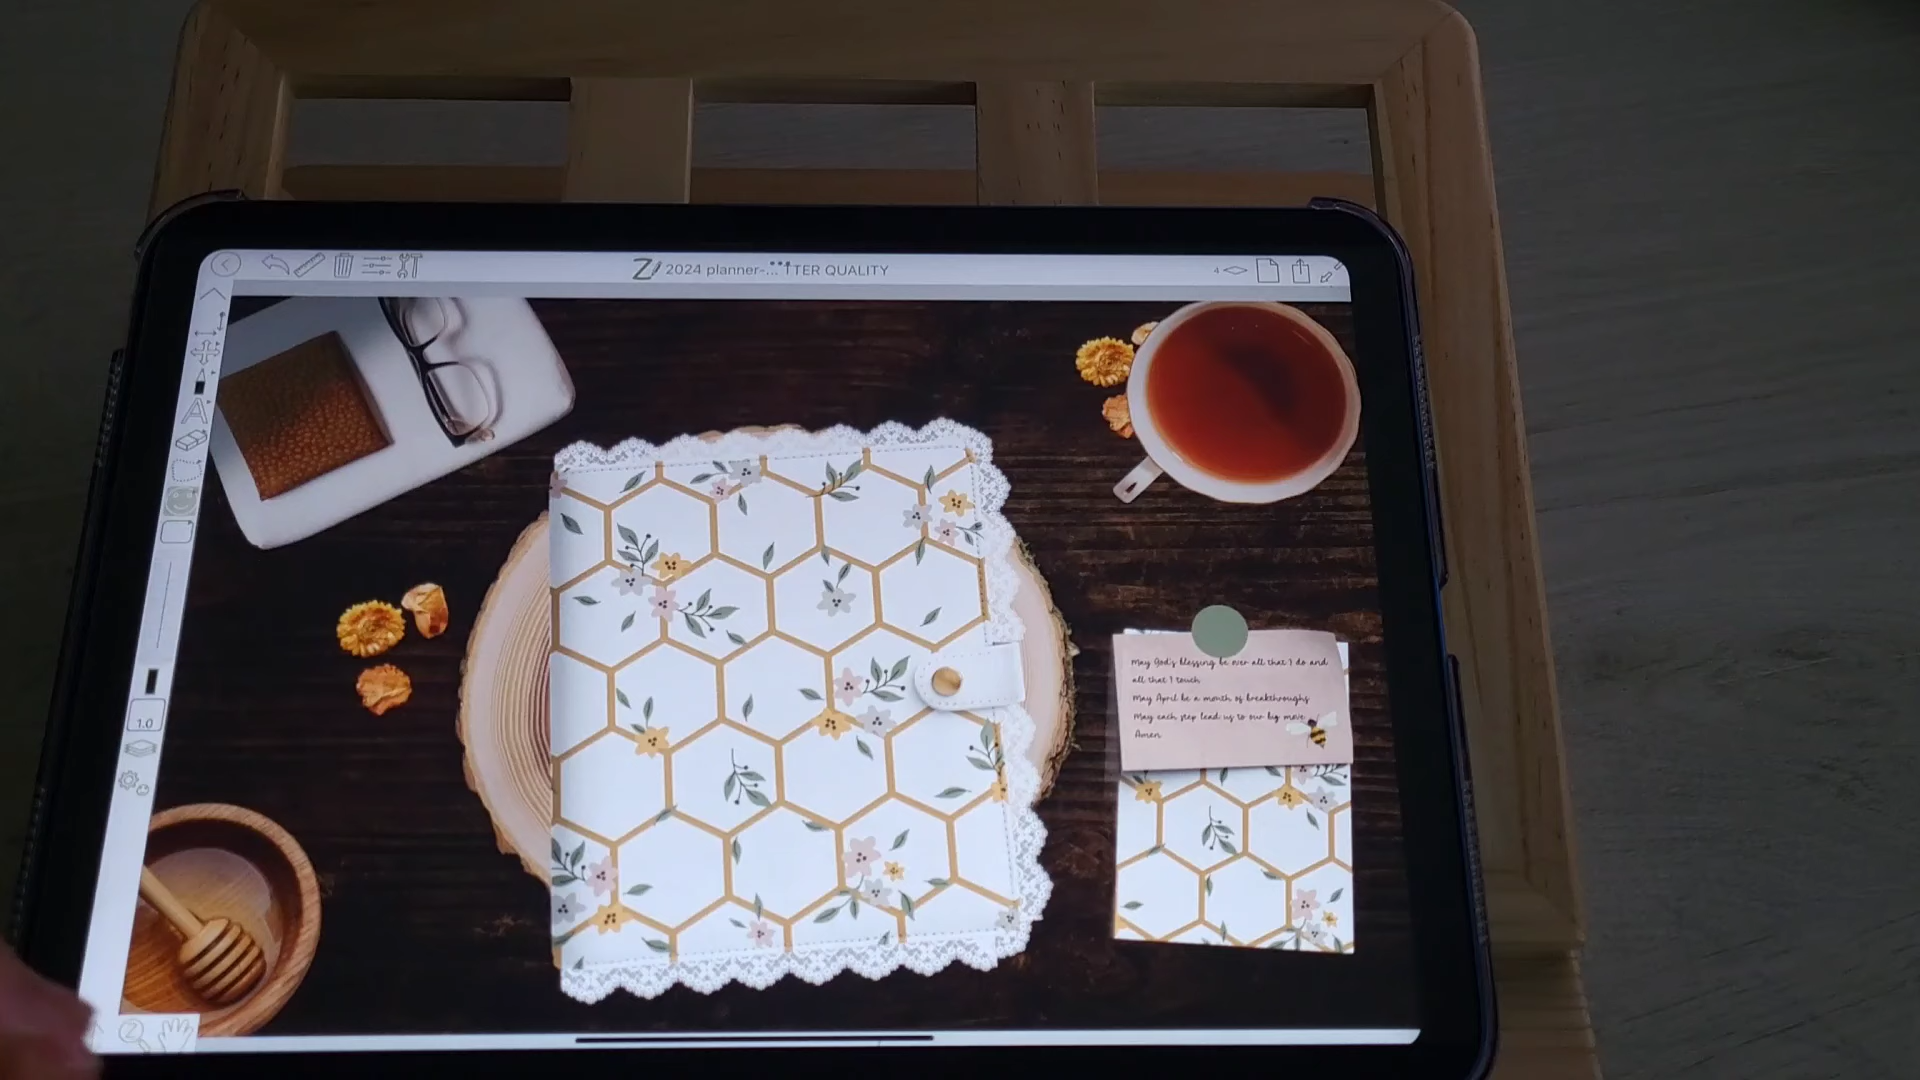 2024 planner-... TTER QUALITY
4
May God's blessing be over all that I do and
all that I touch
May April be a month of breakthroughs
May each step lead us to our big move
Amen
A
1.0
Z